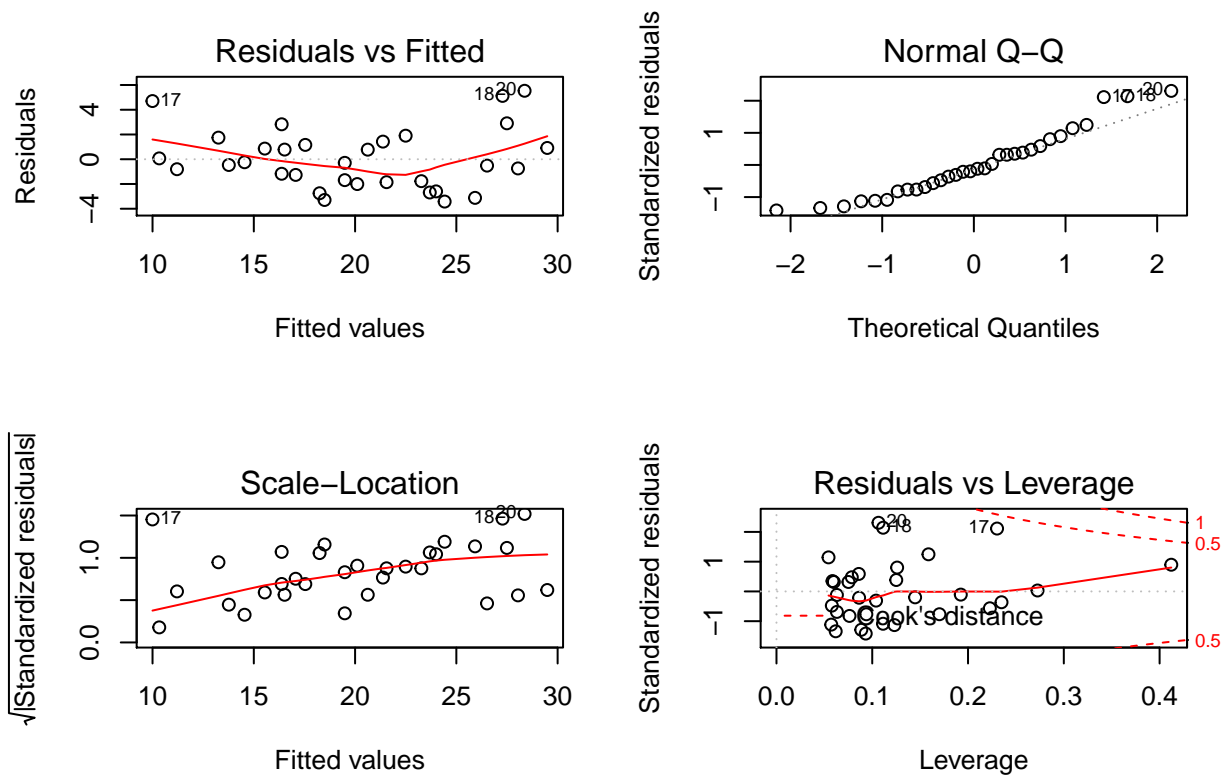 Residuals vs Fitted
Residuals
4
0
−4
17
18
20
10 15 20 25 30
Fitted values
Normal Q−Q
Standardized residuals
1
−1
17
18
20
−2 −1 0 1 2
Theoretical Quantiles
Scale−Location
√|Standardized residuals|
1.0
0.0
17
18
20
10 15 20 25 30
Fitted values
Residuals vs Leverage
Standardized residuals
1
−1
20
18
17
1
0.5
0.5
Cook's distance
0.0 0.1 0.2 0.3 0.4
Leverage